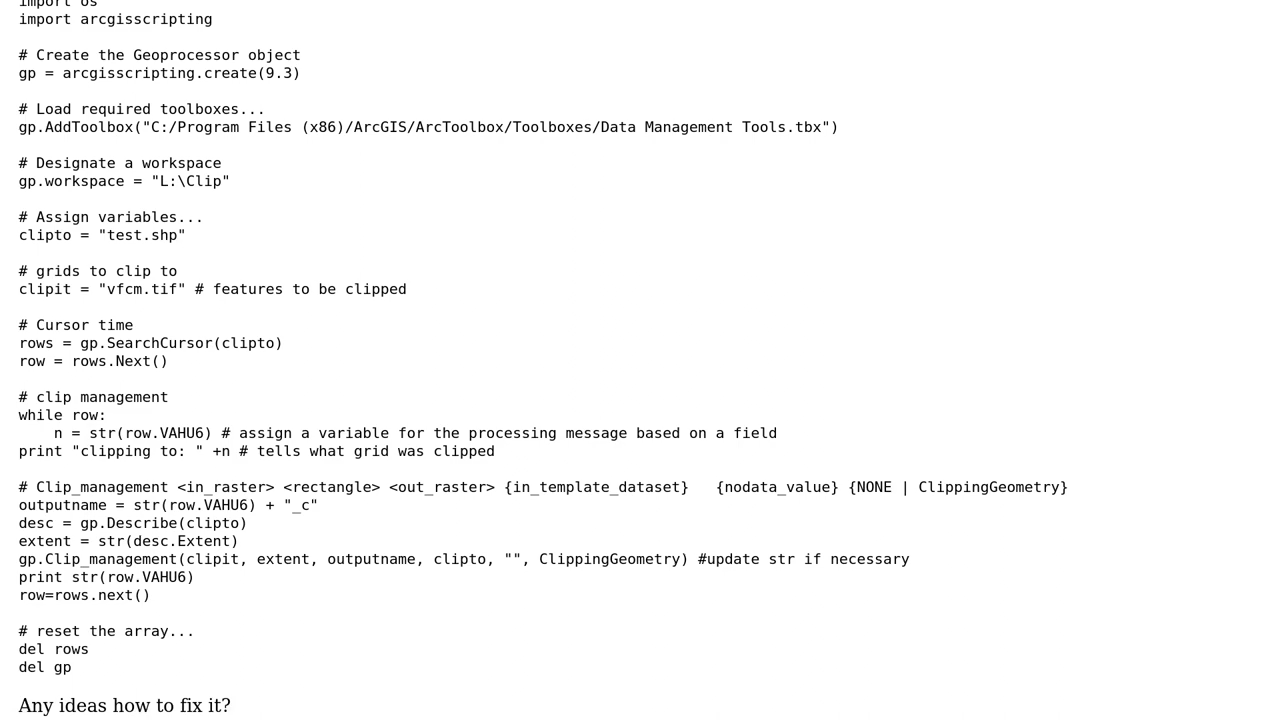 import os
import arcgisscripting
# Create the Geoprocessor object
gp = arcgisscripting.create(9.3)
# Load required toolboxes...
gp.AddToolbox("C:/Program Files (x86)/ArcGIS/ArcToolbox/Toolboxes/Data Management Tools.tbx")
# Designate a workspace
gp.workspace = "L:\Clip"
# Assign variables...
clipto = "test.shp"
# grids to clip to
clipit = "vfcm.tif" # features to be clipped
# Cursor time
rows = gp.SearchCursor(clipto)
row = rows.Next()
# clip management
while row:
    n = str(row.VAHU6) # assign a variable for the processing message based on a field
print "clipping to: " +n # tells what grid was clipped
# Clip_management <in_raster> <rectangle> <out_raster> {in_template_dataset}   {nodata_value} {NONE | ClippingGeometry}
outputname = str(row.VAHU6) + "_c"
desc = gp.Describe(clipto)
extent = str(desc.Extent)
gp.Clip_management(clipit, extent, outputname, clipto, "", ClippingGeometry) #update str if necessary
print str(row.VAHU6)
row=rows.next()
# reset the array...
del rows
del gp
Any ideas how to fix it?